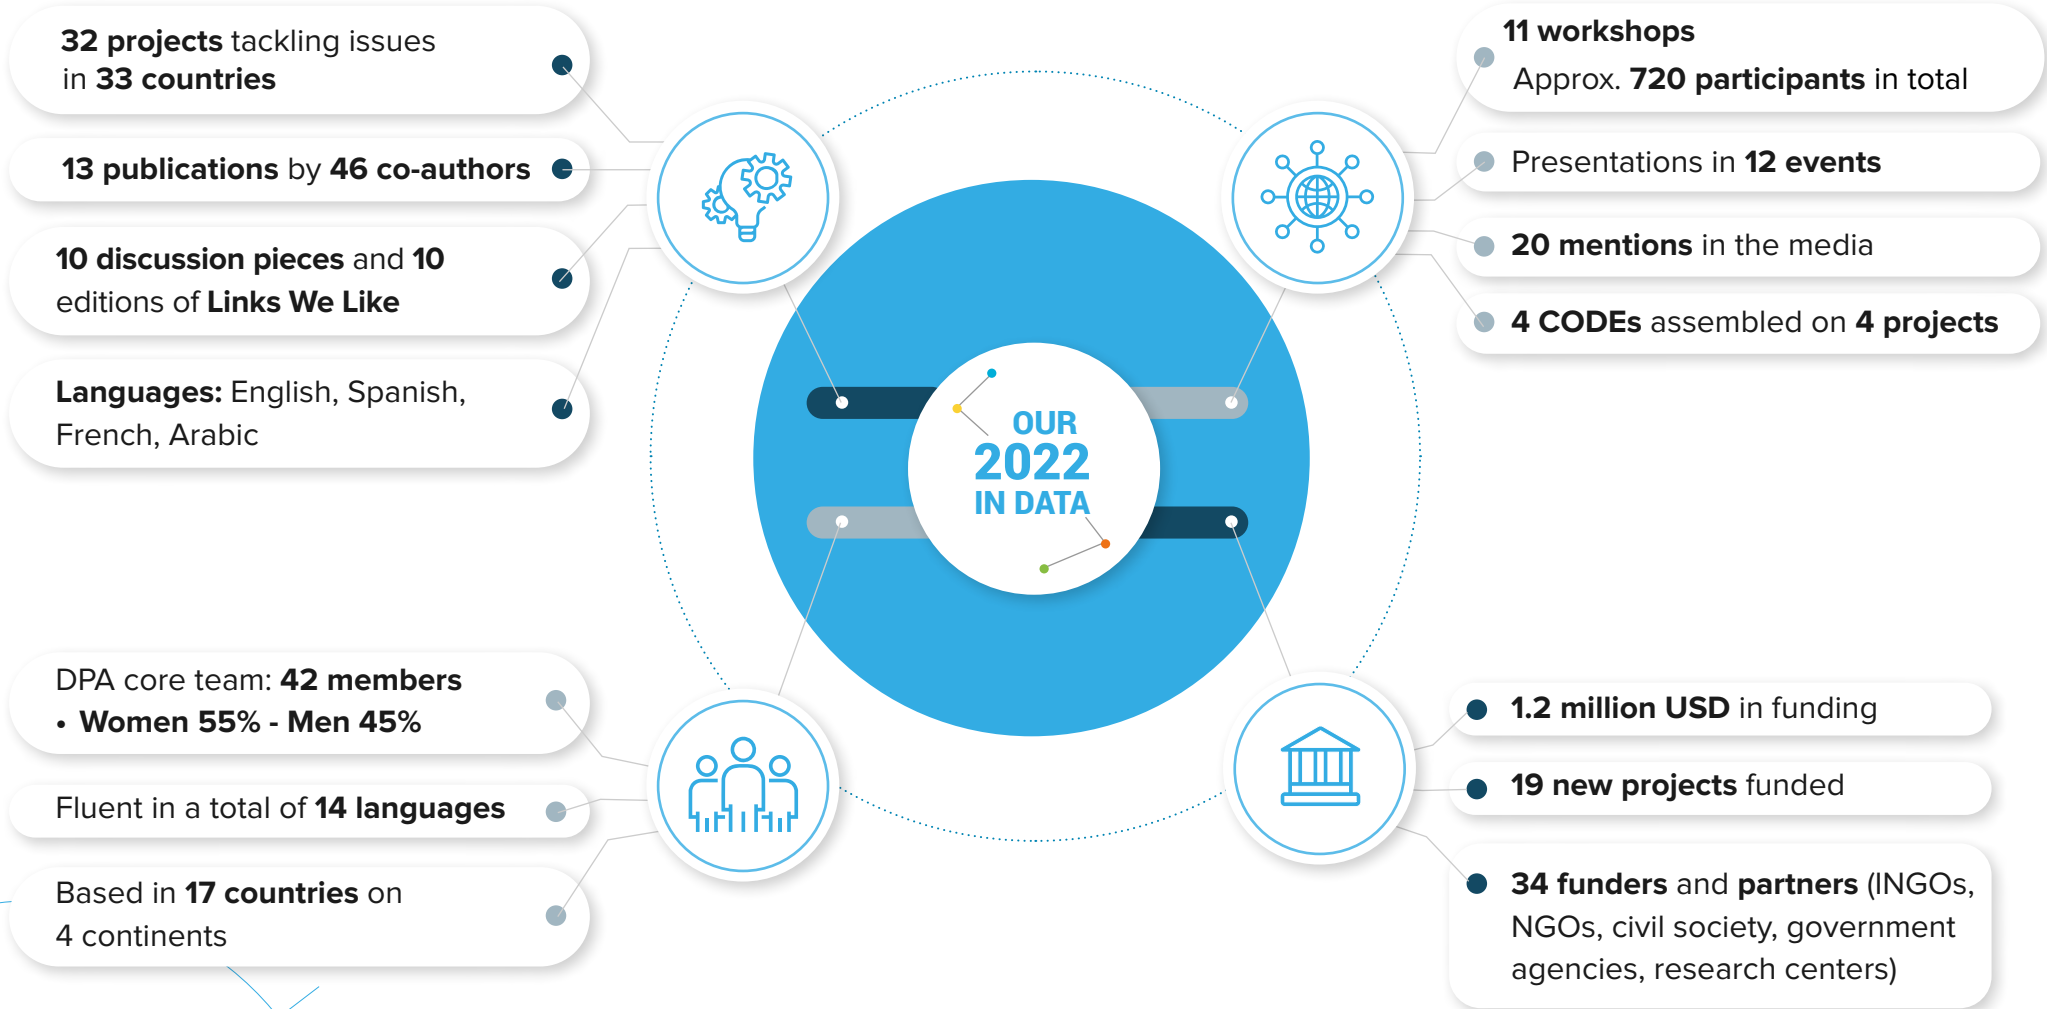 32 projects tackling issues
in 33 countries
13 publications by 46 co-authors
10 discussion pieces and 10
editions of Links We Like
Languages: English, Spanish,
French, Arabic
11 workshops
Approx. 720 participants in total
Presentations in 12 events
20 mentions in the media
4 CODEs assembled on 4 projects
OUR
2022
IN DATA
DPA core team: 42 members
• Women 55% - Men 45%
Fluent in a total of 14 languages
Based in 17 countries on
4 continents
1.2 million USD in funding
19 new projects funded
34 funders and partners (INGOs,
NGOs, civil society, government
agencies, research centers)